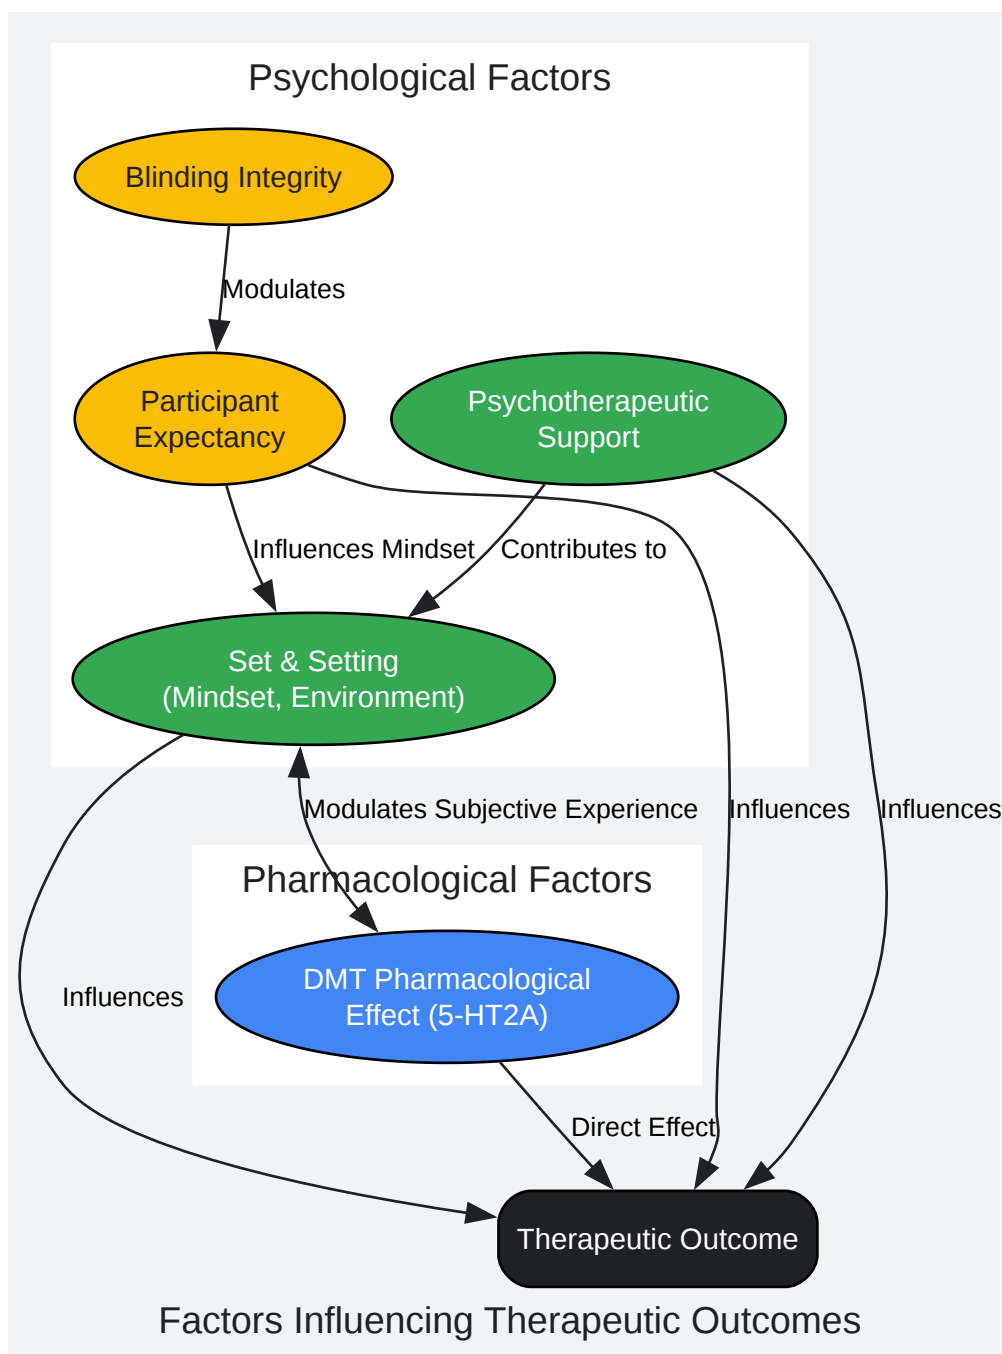 Psychological Factors
Blinding Integrity
Modulates
Participant
Expectancy
Psychotherapeutic
Support
Influences Mindset
Contributes to
Set & Setting
(Mindset, Environment)
Modulates Subjective Experience
Influences
Influences
Pharmacological Factors
DMT Pharmacological
Effect (5-HT2A)
Influences
Direct Effect
Therapeutic Outcome
Factors Influencing Therapeutic Outcomes